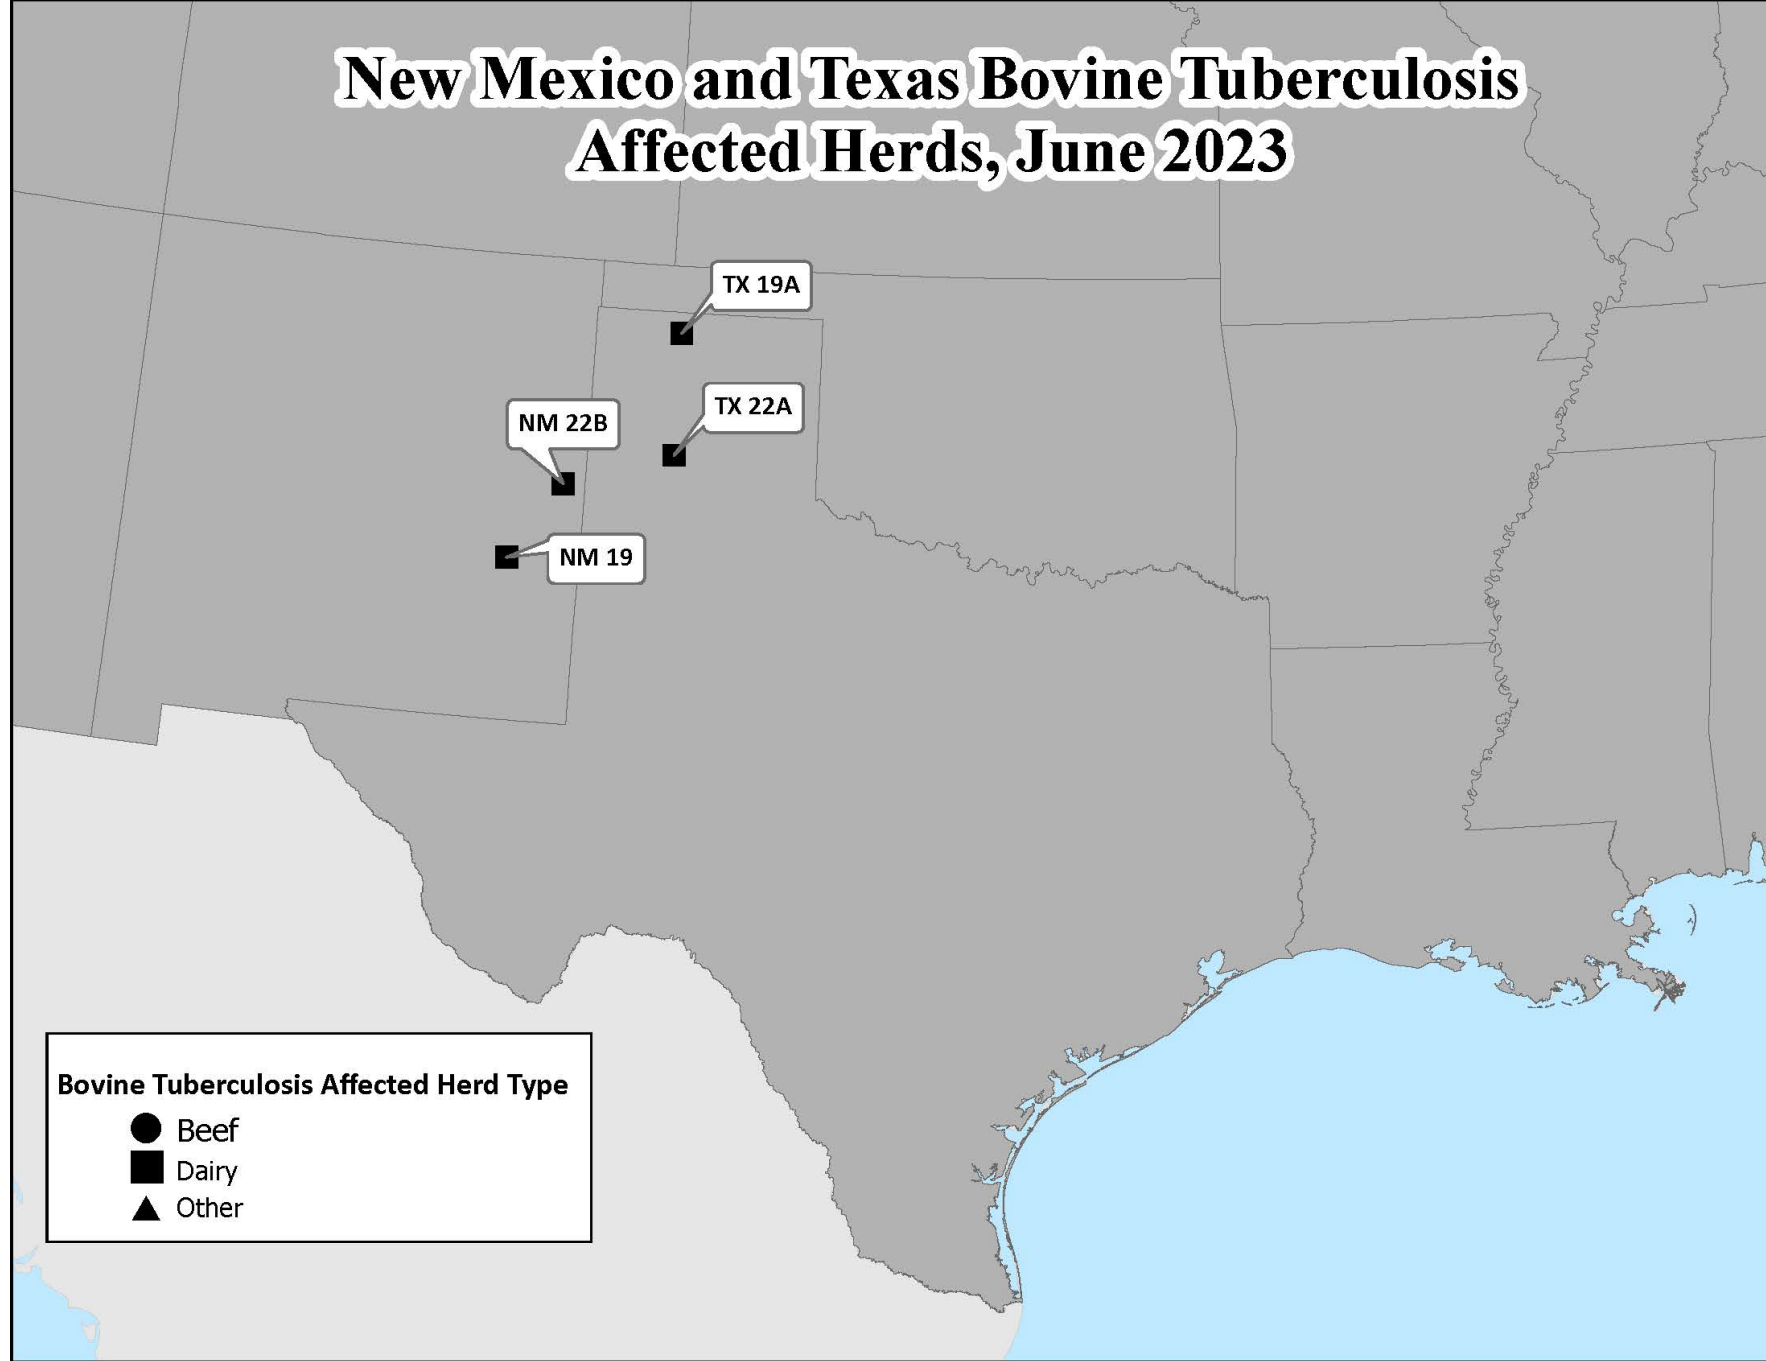 New Mexico and Texas Bovine Tuberculosis
Affected Herds, June 2023
TX 19A
TX 22A
NM 22B
NM 19
Bovine Tuberculosis Affected Herd Type
Beef
Dairy
Other